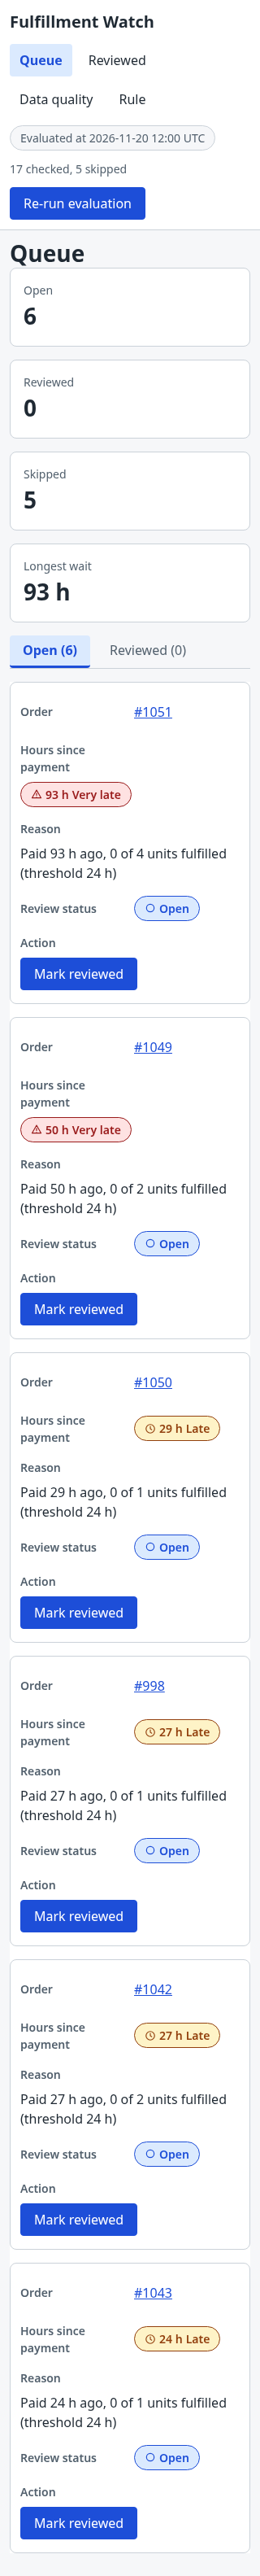 Fulfillment Watch
Queue Reviewed
Data quality Rule
Evaluated at 2026-11-20 12:00 UTC
17 checked, 5 skipped
Re-run evaluation
Queue
Open
6
Reviewed
0
Skipped
5
Longest wait
93 h
Open (6) Reviewed (0)
Order #1051
Hours since
payment
93 h Very late
Reason
Paid 93 h ago, 0 of 4 units fulfilled
(threshold 24 h)
Review status Open
Action
Mark reviewed
Order #1049
Hours since
payment
50 h Very late
Reason
Paid 50 h ago, 0 of 2 units fulfilled
(threshold 24 h)
Review status Open
Action
Mark reviewed
Order #1050
Hours since
payment 29 h Late
Reason
Paid 29 h ago, 0 of 1 units fulfilled
(threshold 24 h)
Review status Open
Action
Mark reviewed
Order #998
Hours since
payment 27 h Late
Reason
Paid 27 h ago, 0 of 1 units fulfilled
(threshold 24 h)
Review status Open
Action
Mark reviewed
Order #1042
Hours since
payment 27 h Late
Reason
Paid 27 h ago, 0 of 2 units fulfilled
(threshold 24 h)
Review status Open
Action
Mark reviewed
Order #1043
Hours since
payment 24 h Late
Reason
Paid 24 h ago, 0 of 1 units fulfilled
(threshold 24 h)
Review status Open
Action
Mark reviewed